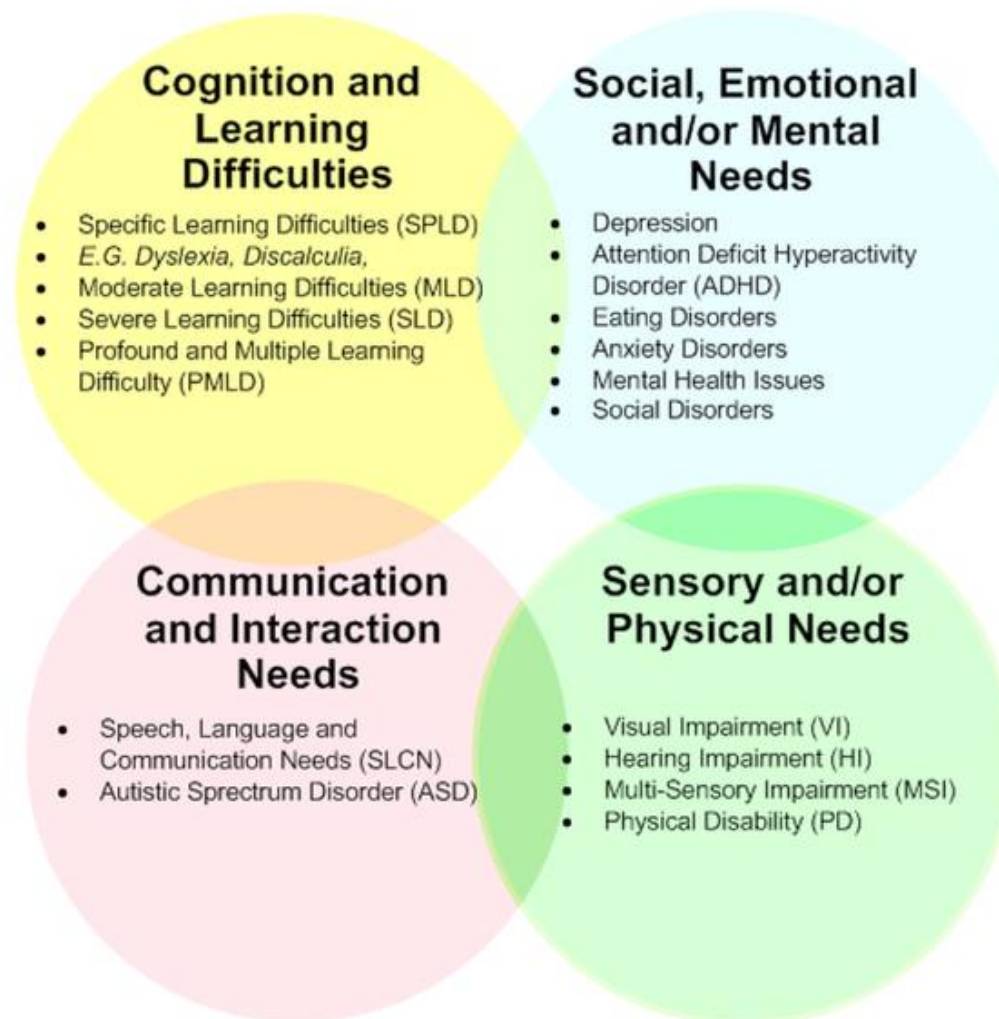 Cognition and
Learning
Difficulties
• Specific Learning Difficulties (SPLD)
• E.G. Dyslexia, Discalculia,
• Moderate Learning Difficulties (MLD)
• Severe Learning Difficulties (SLD)
• Profound and Multiple Learning
Difficulty (PMLD)
Social, Emotional
and/or Mental
Needs
• Depression
• Attention Deficit Hyperactivity
Disorder (ADHD)
• Eating Disorders
• Anxiety Disorders
• Mental Health Issues
• Social Disorders
Communication
and Interaction
Needs
• Speech, Language and
Communication Needs (SLCN)
• Autistic Sprectrum Disorder (ASD)
Sensory and/or
Physical Needs
• Visual Impairment (VI)
• Hearing Impairment (HI)
• Multi-Sensory Impairment (MSI)
• Physical Disability (PD)